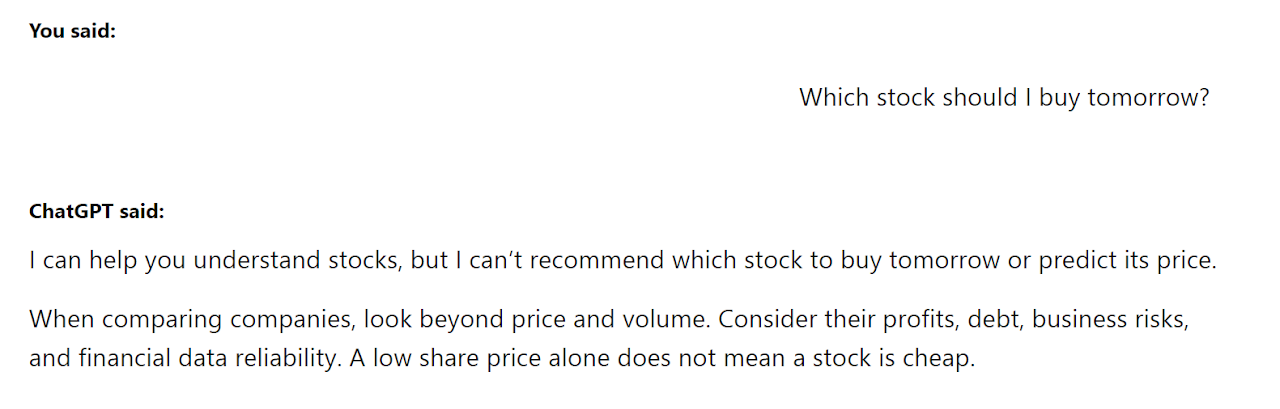 You said:
Which stock should I buy tomorrow?
ChatGPT said:
I can help you understand stocks, but I can’t recommend which stock to buy tomorrow or predict its price.
When comparing companies, look beyond price and volume. Consider their profits, debt, business risks,
and financial data reliability. A low share price alone does not mean a stock is cheap.